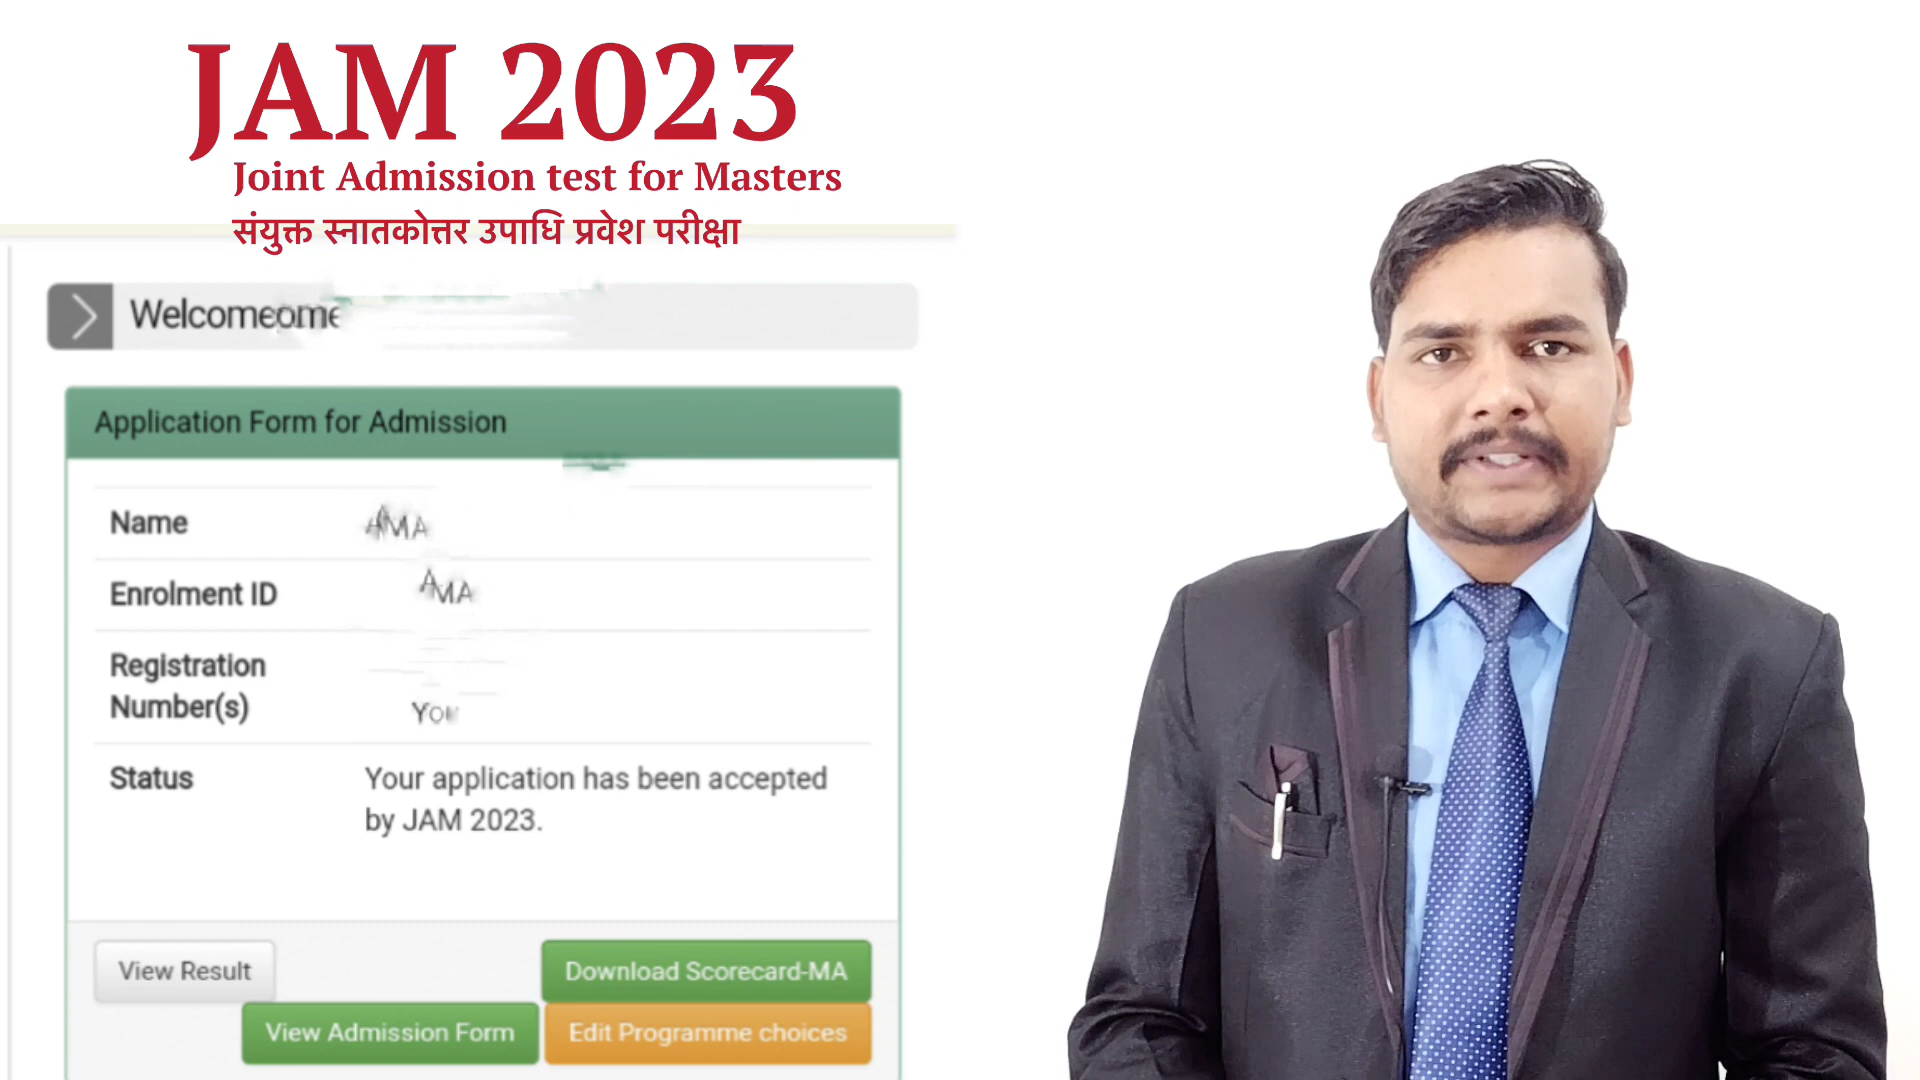 JAM 2023
Joint Admission test for Masters
संयुक्त स्नातकोत्तर उपाधि प्रवेश परीक्षा
Welcome
Application Form for Admission
Name
Enrolment ID
Registration
Number(s)
Status
Your application has been accepted
by JAM 2023.
View Result
Download Scorecard-MA
View Admission Form
Edit Programme choices